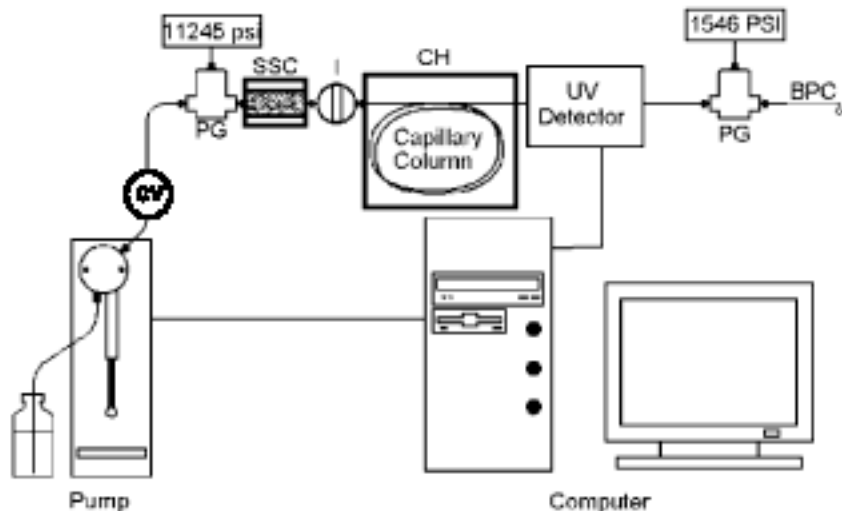 11245 psi
1546 PSI
SSC
I
CH
PG
UV
Detector
BPC
PG
Capillary
Column
CV
Pump
Computer